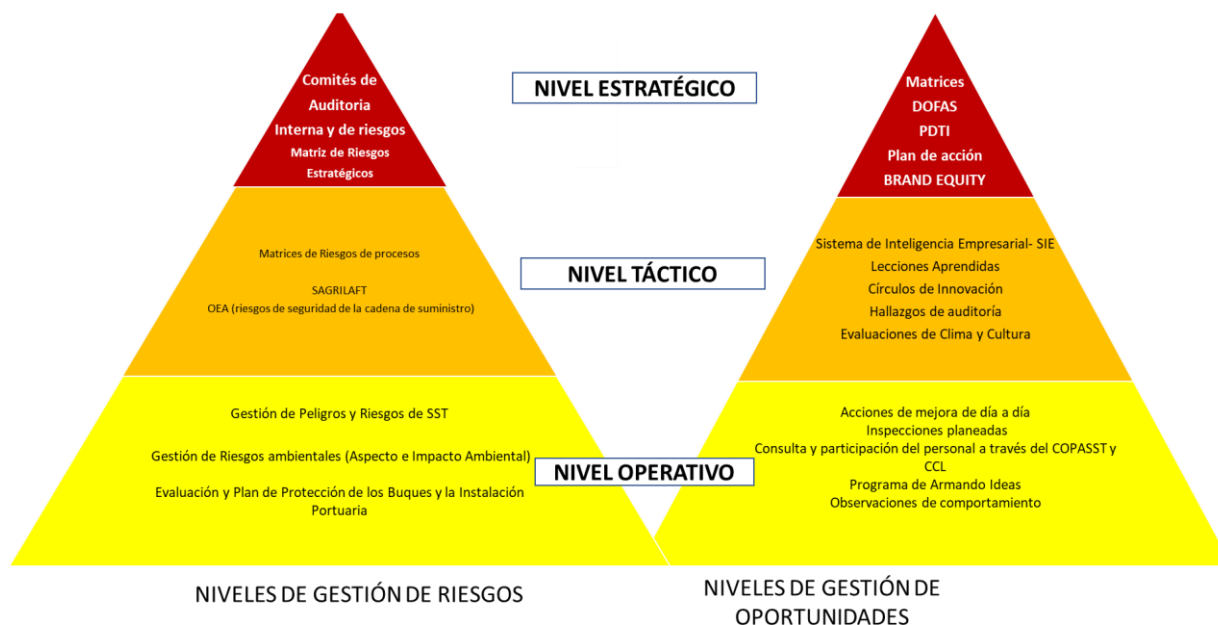 Comités de
Auditoria
Interna y de riesgos
Matriz de Riesgos
Estratégicos
NIVEL ESTRATÉGICO
Matrices
DOFAS
PDTI
Plan de acción
BRAND EQUITY
Matrices de Riesgos de procesos
SAGRILAFT
OEA (riesgos de seguridad de la cadena de suministro)
NIVEL TÁCTICO
Sistema de Inteligencia Empresarial- SIE
Lecciones Aprendidas
Círculos de Innovación
Hallazgos de auditoría
Evaluaciones de Clima y Cultura
Gestión de Peligros y Riesgos de SST
Gestión de Riesgos ambientales (Aspecto e Impacto Ambiental)
Evaluación y Plan de Protección de los Buques y la Instalación
Portuaria
NIVEL OPERATIVO
Acciones de mejora de día a día
Inspecciones planeadas
Consulta y participación del personal a través del COPASST y
CCL
Programa de Armando Ideas
Observaciones de comportamiento
NIVELES DE GESTIÓN DE RIESGOS
NIVELES DE GESTIÓN DE
OPORTUNIDADES